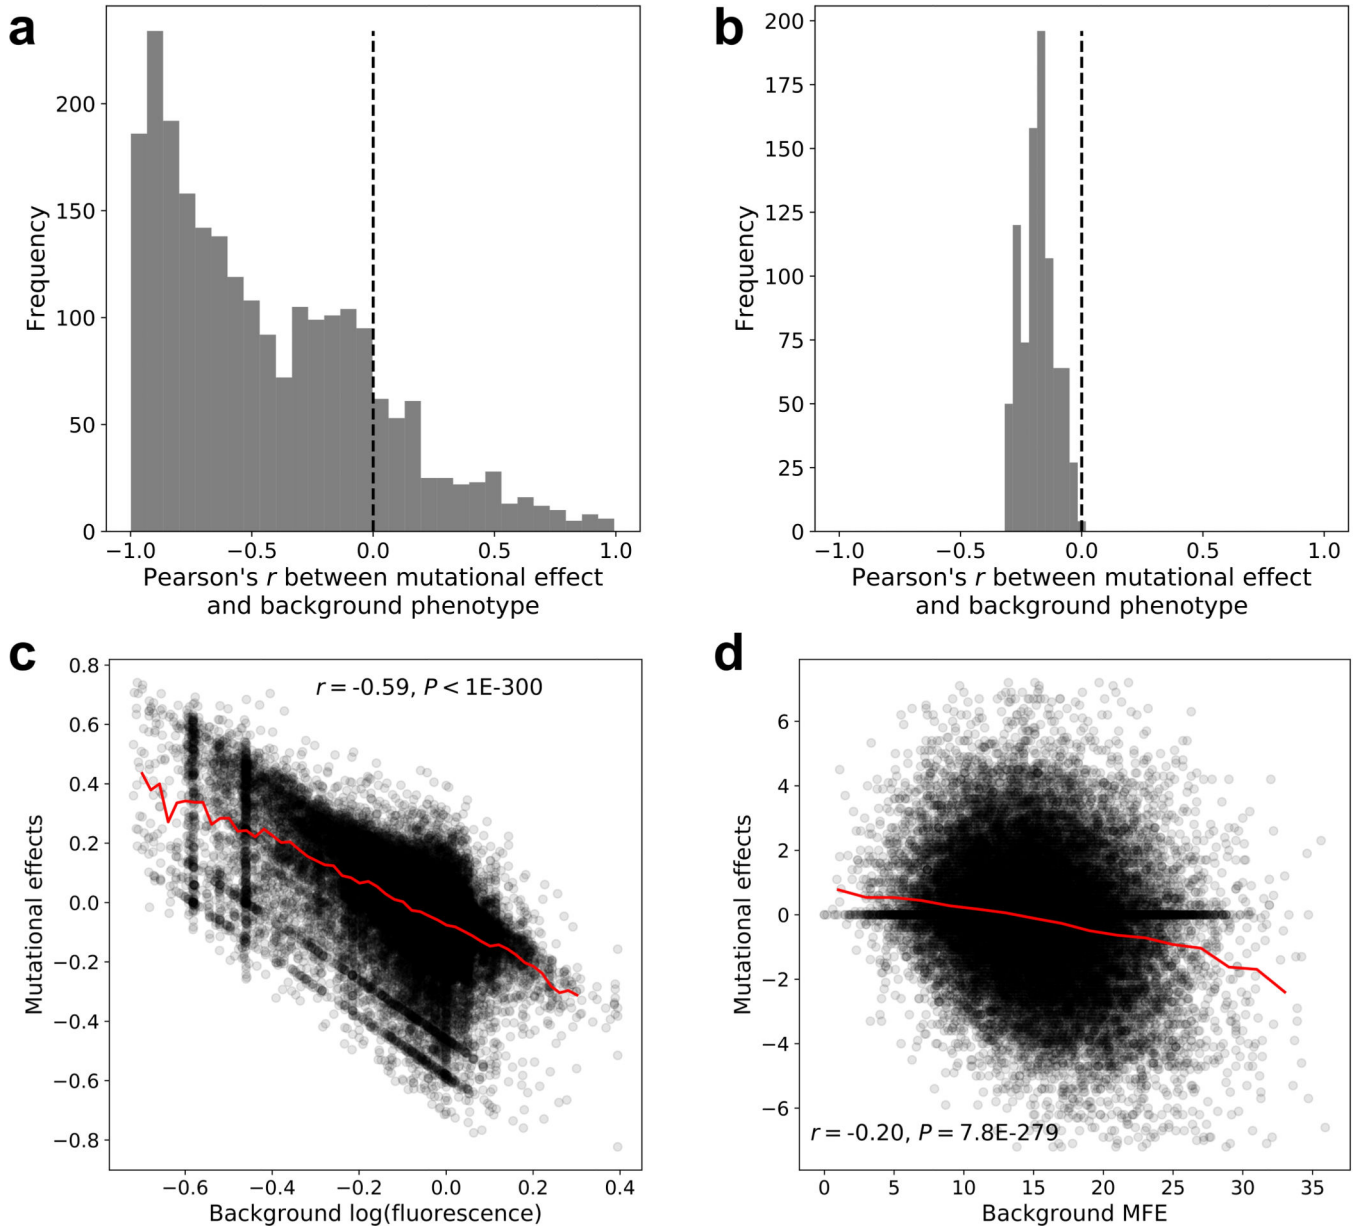 a
200
150
100
50
0
Frequency
−1.0 −0.5 0.0 0.5 1.0
Pearson's r between mutational effect
and background phenotype
b
200
175
150
125
100
75
50
25
0
Frequency
−1.0 −0.5 0.0 0.5 1.0
Pearson's r between mutational effect
and background phenotype
c
r = -0.59, P < 1E-300
0.8
0.6
0.4
0.2
0.0
−0.2
−0.4
−0.6
−0.8
Mutational effects
−0.6 −0.4 −0.2 0.0 0.2 0.4
Background log(fluorescence)
d
6
4
2
0
−2
−4
−6
Mutational effects
r = -0.20, P = 7.8E-279
0 5 10 15 20 25 30 35
Background MFE